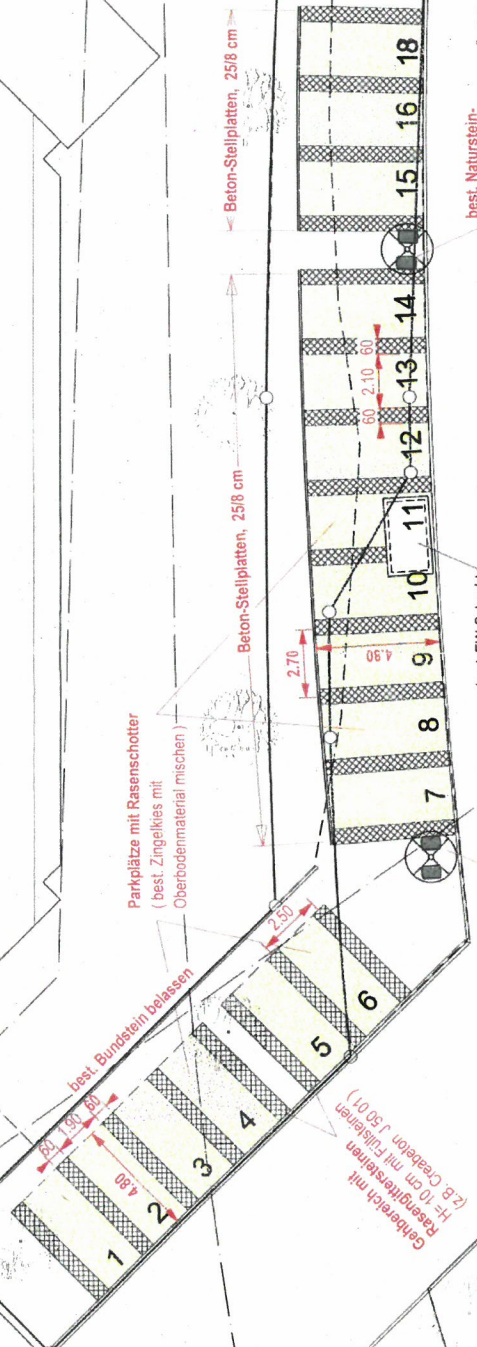 Beton-Stellplatten, 25/8 cm
18
16
15
best. Naturstein-
14
60
13
2.10
60
12
Beton-Stellplatten, 25/8 cm
11
10
2.70
4.80
9
8
7
Parkplätze mit Rasenschotter
( best. Zingelkies mit
Oberbodenmaterial mischen )
2.50
best. Bundstein belassen
6
5
4
60
1.90
60
4.80
3
2
1
Gehbereich mit
Rasengittersteinen
H= 10 cm mit Füllsteinen
(z.B. Creabeton J 50 01 )